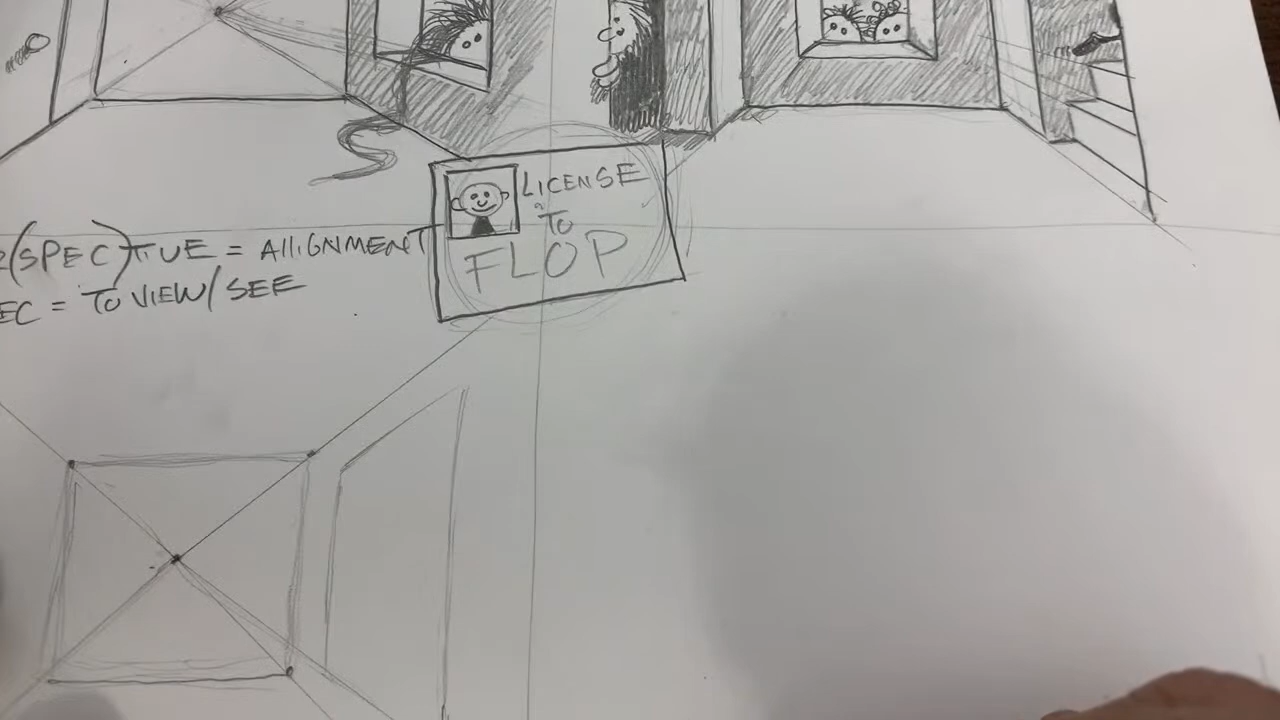 LICENSE
TO
FLOP
(SPEC)TIVE = AllIGNMENT
EC = TO VIEW/SEE